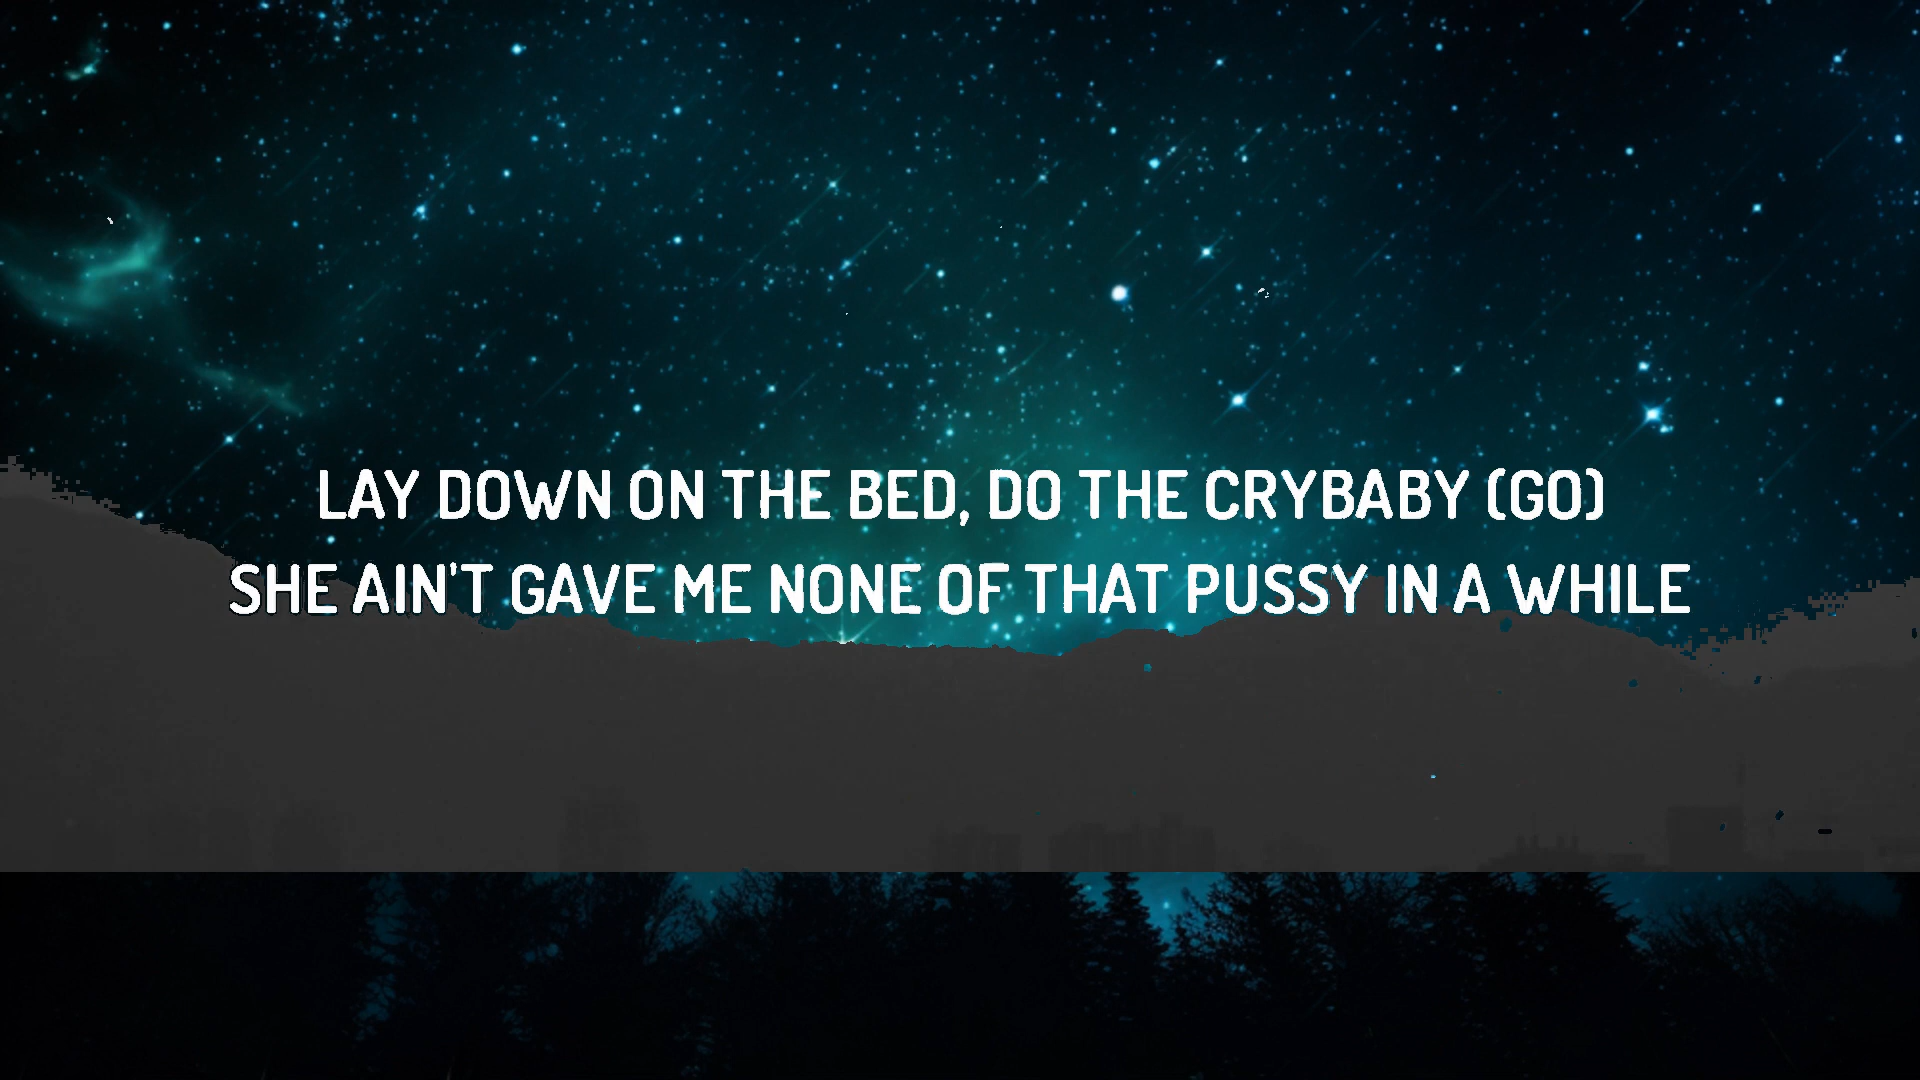 LAY DOWN ON THE BED, DO THE CRYBABY (GO)
SHE AIN'T GAVE ME NONE OF THAT PUSSY IN A WHILE